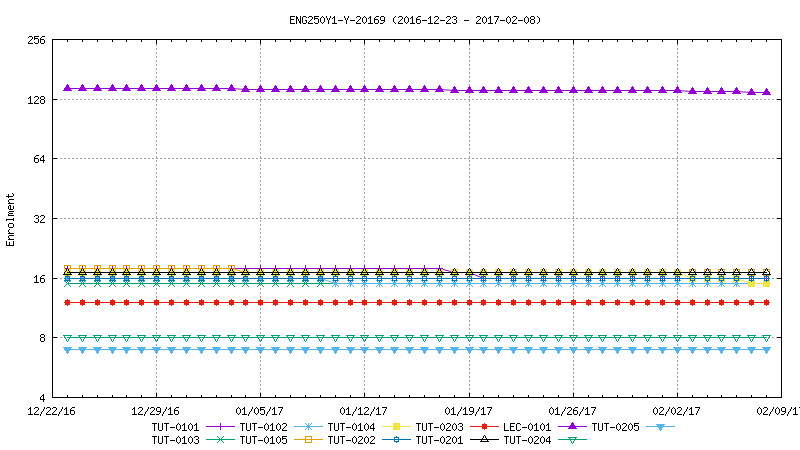 ENG250Y1-Y-20169 (2016-12-23 - 2017-02-08)
256
128
64
32
16
8
4
Enrolment
12/22/16 12/29/16 01/05/17 01/12/17 01/19/17 01/26/17 02/02/17 02/09/17
TUT-0101 TUT-0102 TUT-0104 TUT-0203 LEC-0101 TUT-0205
TUT-0103 TUT-0105 TUT-0202 TUT-0201 TUT-0204